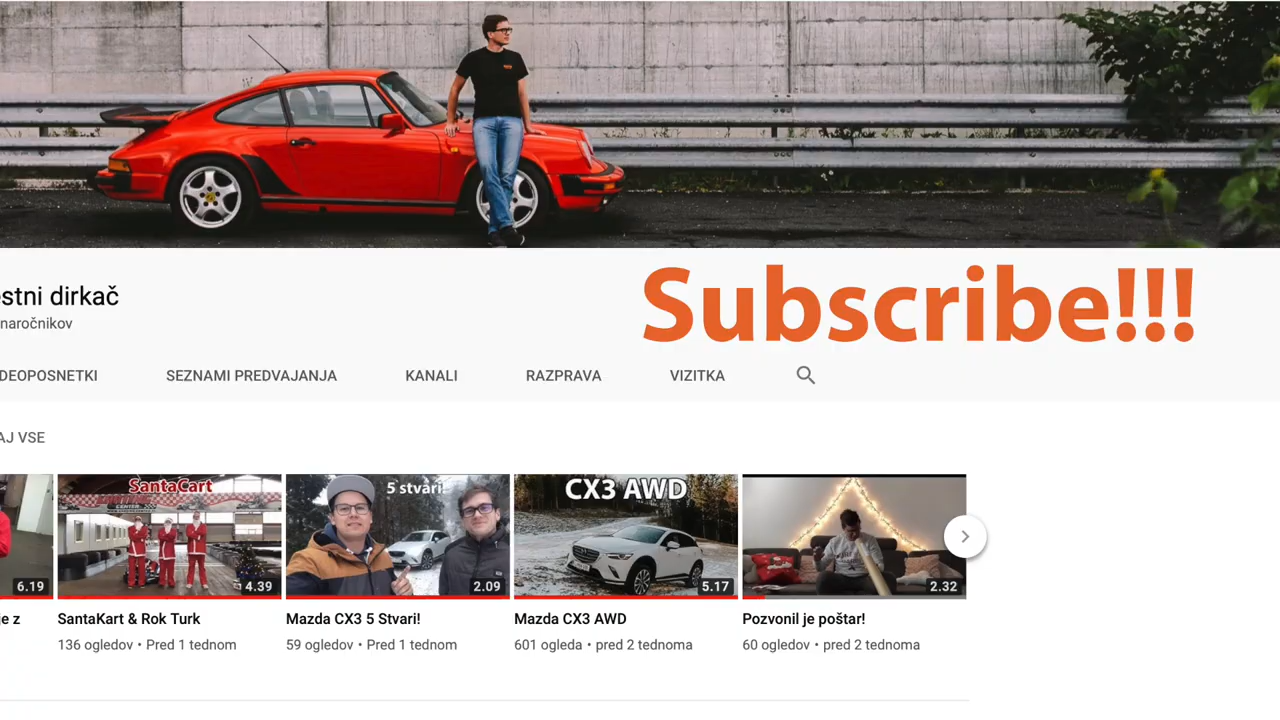 Subscribe!!!
stni dirkač
naročnikov
DEOPOSNETKI
SEZNAMI PREDVAJANJA
KANALI
RAZPRAVA
VIZITKA
AJ VSE
SantaCart
5 stvari!
CX3 AWD
6.19
4.39
2.09
5.17
2.32
je z
SantaKart & Rok Turk
Mazda CX3 5 Stvari!
Mazda CX3 AWD
Pozvonil je poštar!
136 ogledov • Pred 1 tednom
59 ogledov • Pred 1 tednom
601 ogleda • pred 2 tednoma
60 ogledov • pred 2 tednoma